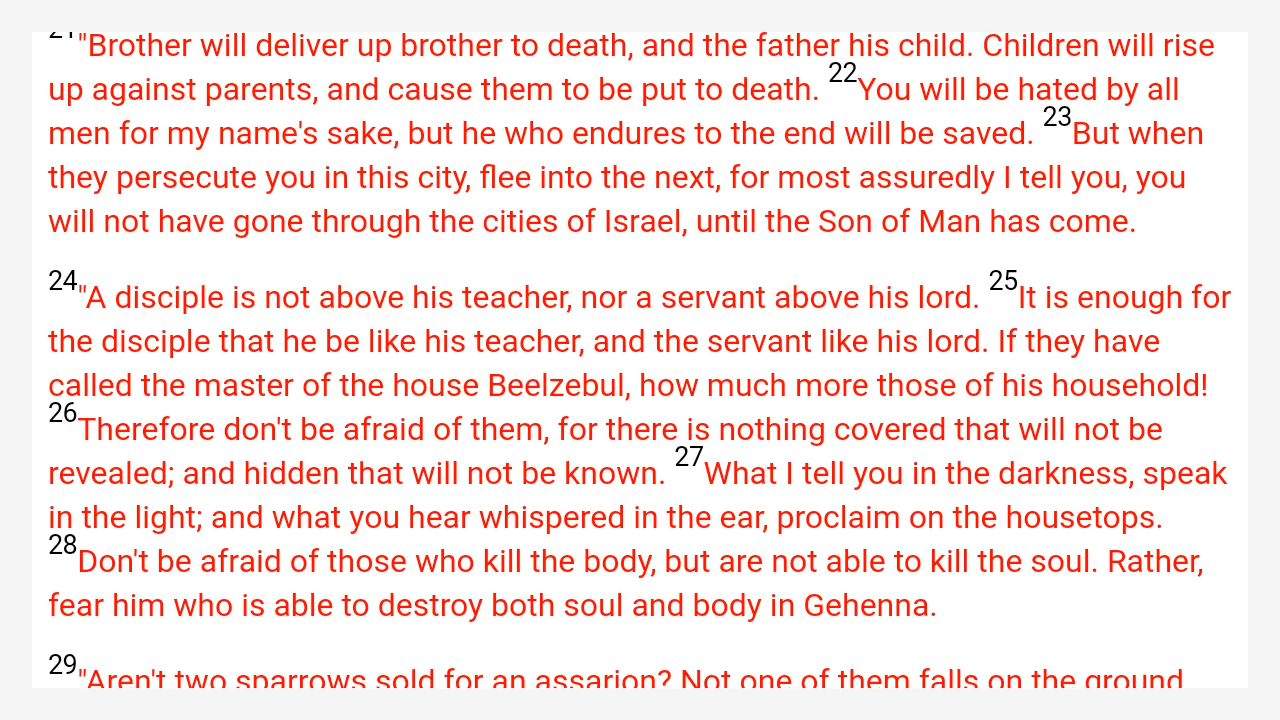 21"Brother will deliver up brother to death, and the father his child. Children will rise
up against parents, and cause them to be put to death. 22You will be hated by all
men for my name's sake, but he who endures to the end will be saved. 23But when
they persecute you in this city, flee into the next, for most assuredly I tell you, you
will not have gone through the cities of Israel, until the Son of Man has come.
24"A disciple is not above his teacher, nor a servant above his lord. 25It is enough for
the disciple that he be like his teacher, and the servant like his lord. If they have
called the master of the house Beelzebul, how much more those of his household!
26Therefore don't be afraid of them, for there is nothing covered that will not be
revealed; and hidden that will not be known. 27What I tell you in the darkness, speak
in the light; and what you hear whispered in the ear, proclaim on the housetops.
28Don't be afraid of those who kill the body, but are not able to kill the soul. Rather,
fear him who is able to destroy both soul and body in Gehenna.
29"Aren't two sparrows sold for an assarion? Not one of them falls on the ground